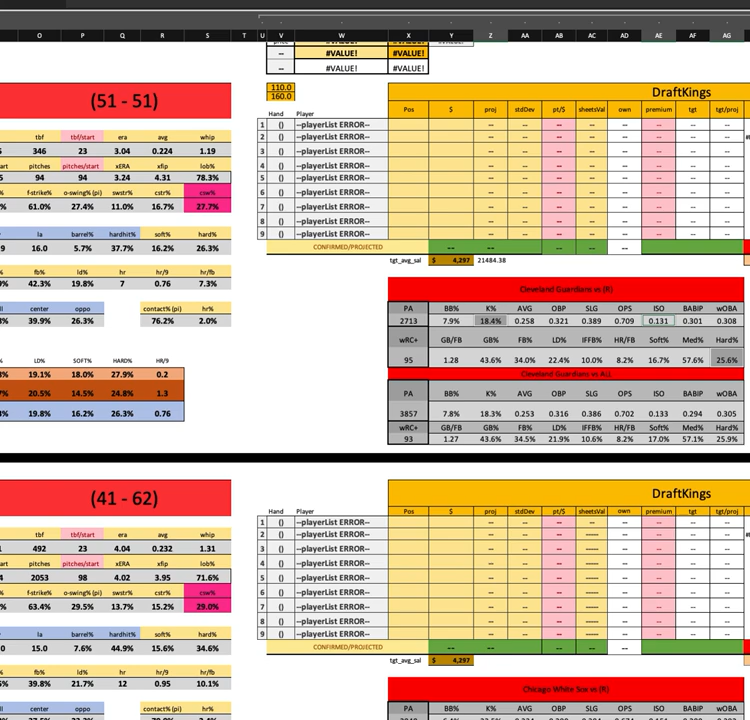 O P Q R S T U V W X Y Z AA AB AC AD AE AF AG
price #VALUE! #VALUE!
-- #VALUE! #VALUE!
-- #VALUE! #VALUE!
(51 - 51) 110.0 DraftKings
160.0
Hand Player Pos $ proj stdDev pt/$ sheetsVal own premium tgt tgt/proj
1 () --playerList ERROR-- -- -- -- -- -- -- -- --
2 () --playerList ERROR-- -- -- -- -- -- -- -- --
3 () --playerList ERROR-- -- -- -- -- -- -- -- --
4 () --playerList ERROR-- -- -- -- -- -- -- -- --
5 () --playerList ERROR-- -- -- -- -- -- -- -- --
6 () --playerList ERROR-- -- -- -- -- -- -- -- --
7 () --playerList ERROR-- -- -- -- -- -- -- -- --
8 () --playerList ERROR-- -- -- -- -- -- -- -- --
9 () --playerList ERROR-- -- -- -- -- -- -- -- --
CONFIRMED/PROJECTED -- -- -- -- --
tgt_avg_sal $ 4,297 21484.38
tbf tbf/start era avg whip
346 23 3.04 0.224 1.19
pitches pitches/start xERA xfip lob%
94 94 3.24 4.31 78.3%
f-strike% o-swing% (pi) swstr% cstr% csw%
61.0% 27.4% 11.0% 16.7% 27.7%
la barrel% hardhit% soft% hard%
16.0 5.7% 37.7% 16.2% 26.3%
fb% ld% hr hr/9 hr/fb
42.3% 19.8% 7 0.76 7.3%
center oppo contact% (pi) hr%
39.9% 26.3% 76.2% 2.0%
LD% SOFT% HARD% HR/9
19.1% 18.0% 27.9% 0.2
20.5% 14.5% 24.8% 1.3
19.8% 16.2% 26.3% 0.76
Cleveland Guardians vs (R)
PA BB% K% AVG OBP SLG OPS ISO BABIP wOBA
2713 7.9% 18.4% 0.258 0.321 0.389 0.709 0.131 0.301 0.308
wRC+ GB/FB GB% FB% LD% IFFB% HR/FB Soft% Med% Hard%
95 1.28 43.6% 34.0% 22.4% 10.0% 8.2% 16.7% 57.6% 25.6%
Cleveland Guardians vs ALL
PA BB% K% AVG OBP SLG OPS ISO BABIP wOBA
3857 7.8% 18.3% 0.253 0.316 0.386 0.702 0.133 0.294 0.305
wRC+ GB/FB GB% FB% LD% IFFB% HR/FB Soft% Med% Hard%
93 1.27 43.6% 34.5% 21.9% 10.6% 8.2% 17.0% 57.1% 25.9%
(41 - 62) DraftKings
Hand Player Pos $ proj stdDev pt/$ sheetsVal own premium tgt tgt/proj
1 () --playerList ERROR-- -- -- -- -- -- -- -- --
2 () --playerList ERROR-- -- -- -- ----- -- -- -- --
3 () --playerList ERROR-- -- -- -- ----- -- -- -- --
4 () --playerList ERROR-- -- -- -- ----- -- -- -- --
5 () --playerList ERROR-- -- -- -- ----- -- -- -- --
6 () --playerList ERROR-- -- -- -- ----- -- -- -- --
7 () --playerList ERROR-- -- -- -- ----- -- -- -- --
8 () --playerList ERROR-- -- -- -- ----- -- -- -- --
9 () --playerList ERROR-- -- -- -- ----- -- -- -- --
CONFIRMED/PROJECTED -- -- -- -- --
tgt_avg_sal $ 4,297
tbf tbf/start era avg whip
492 23 4.04 0.232 1.31
pitches pitches/start xERA xfip lob%
2053 98 4.02 3.95 71.6%
f-strike% o-swing% (pi) swstr% cstr% csw%
63.4% 29.5% 13.7% 15.2% 29.0%
la barrel% hardhit% soft% hard%
15.0 7.6% 44.9% 15.6% 34.6%
fb% ld% hr hr/9 hr/fb
39.8% 21.7% 12 0.95 10.1%
center oppo contact% (pi) hr%
Chicago White Sox vs (R)
PA BB% K% AVG OBP SLG OPS ISO BABIP wOBA